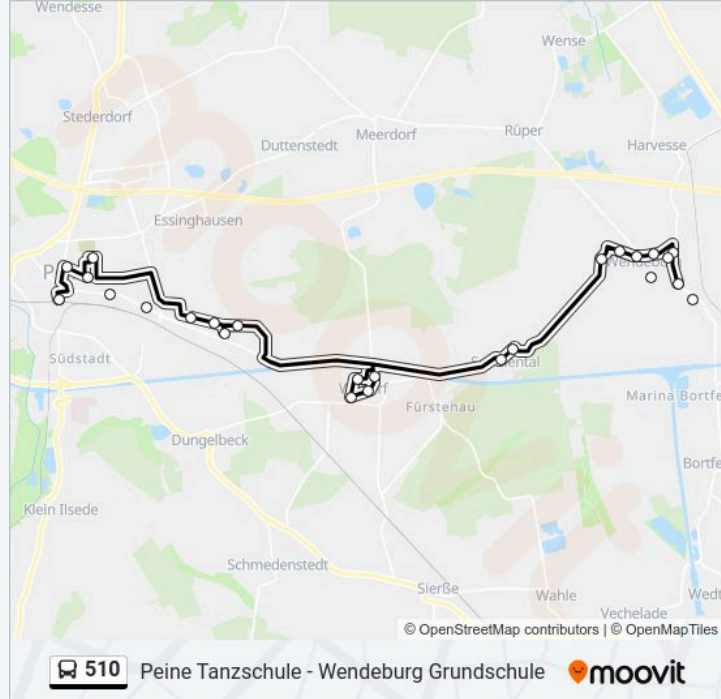 Wendesse
Wense
Stederdorf
Meerdorf
Rüper
Duttenstedt
Harvesse
Essinghausen
Südstadt
Fürstenau
Marina Bortfe
Dungelbeck
Bortfe
Klein Ilsede
Schmedenstedt
Sierße
Wahle
Wedt
Vechelade
© OpenStreetMap contributors | © OpenMapTiles
510 Peine Tanzschule - Wendeburg Grundschule moovit